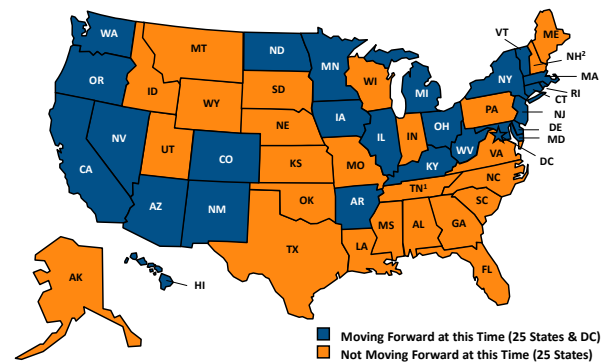 WA
OR
CA
NV
ID
MT
WY
UT
AZ
CO
NM
ND
SD
NE
KS
OK
TX
MN
IA
MO
AR
LA
WI
IL
MI
IN
OH
KY
TN¹
MS
AL
GA
FL
SC
NC
VA
WV
PA
NY
VT
ME
NH²
MA
RI
CT
NJ
DE
MD
DC
AK
HI
Moving Forward at this Time (25 States & DC)
Not Moving Forward at this Time (25 States)